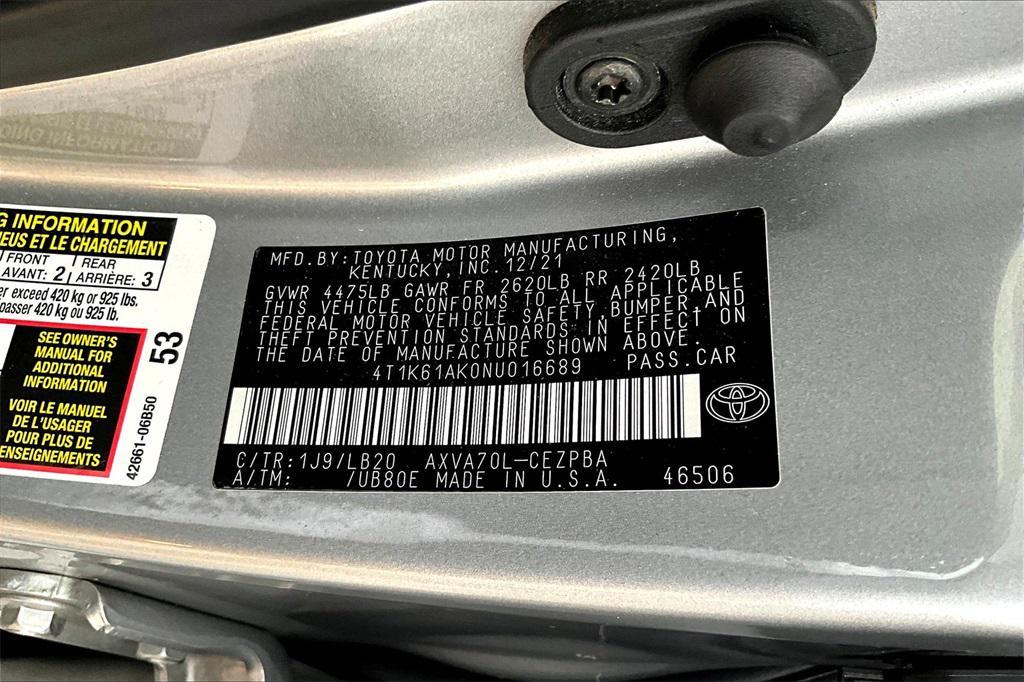 G INFORMATION
NEUS ET LE CHARGEMENT
FRONT
AVANT: 2
REAR
ARRIÈRE: 3
er exceed 420 kg or 925 lbs.
passer 420 kg ou 925 lb.
SEE OWNER'S
MANUAL FOR
ADDITIONAL
INFORMATION
VOIR LE MANUEL
DE L'USAGER
POUR PLUS DE
ENSEIGNEMENTS
53
42661-06B50
MFD.BY:TOYOTA MOTOR MANUFACTURING,
KENTUCKY,INC.12/21
GVWR 4475LB GAWR FR 2620LB RR 2420LB
THIS VEHICLE CONFORMS TO ALL APPLICABLE
FEDERAL MOTOR VEHICLE SAFETY,BUMPER,AND
THEFT PREVENTION STANDARDS IN EFFECT ON
THE DATE OF MANUFACTURE SHOWN ABOVE.
4T1K61AK0NU016689 PASS.CAR
C/TR:1J9/LB20 AXVA70L-CEZPBA
A/TM: /UB80E MADE IN U.S.A. 46506